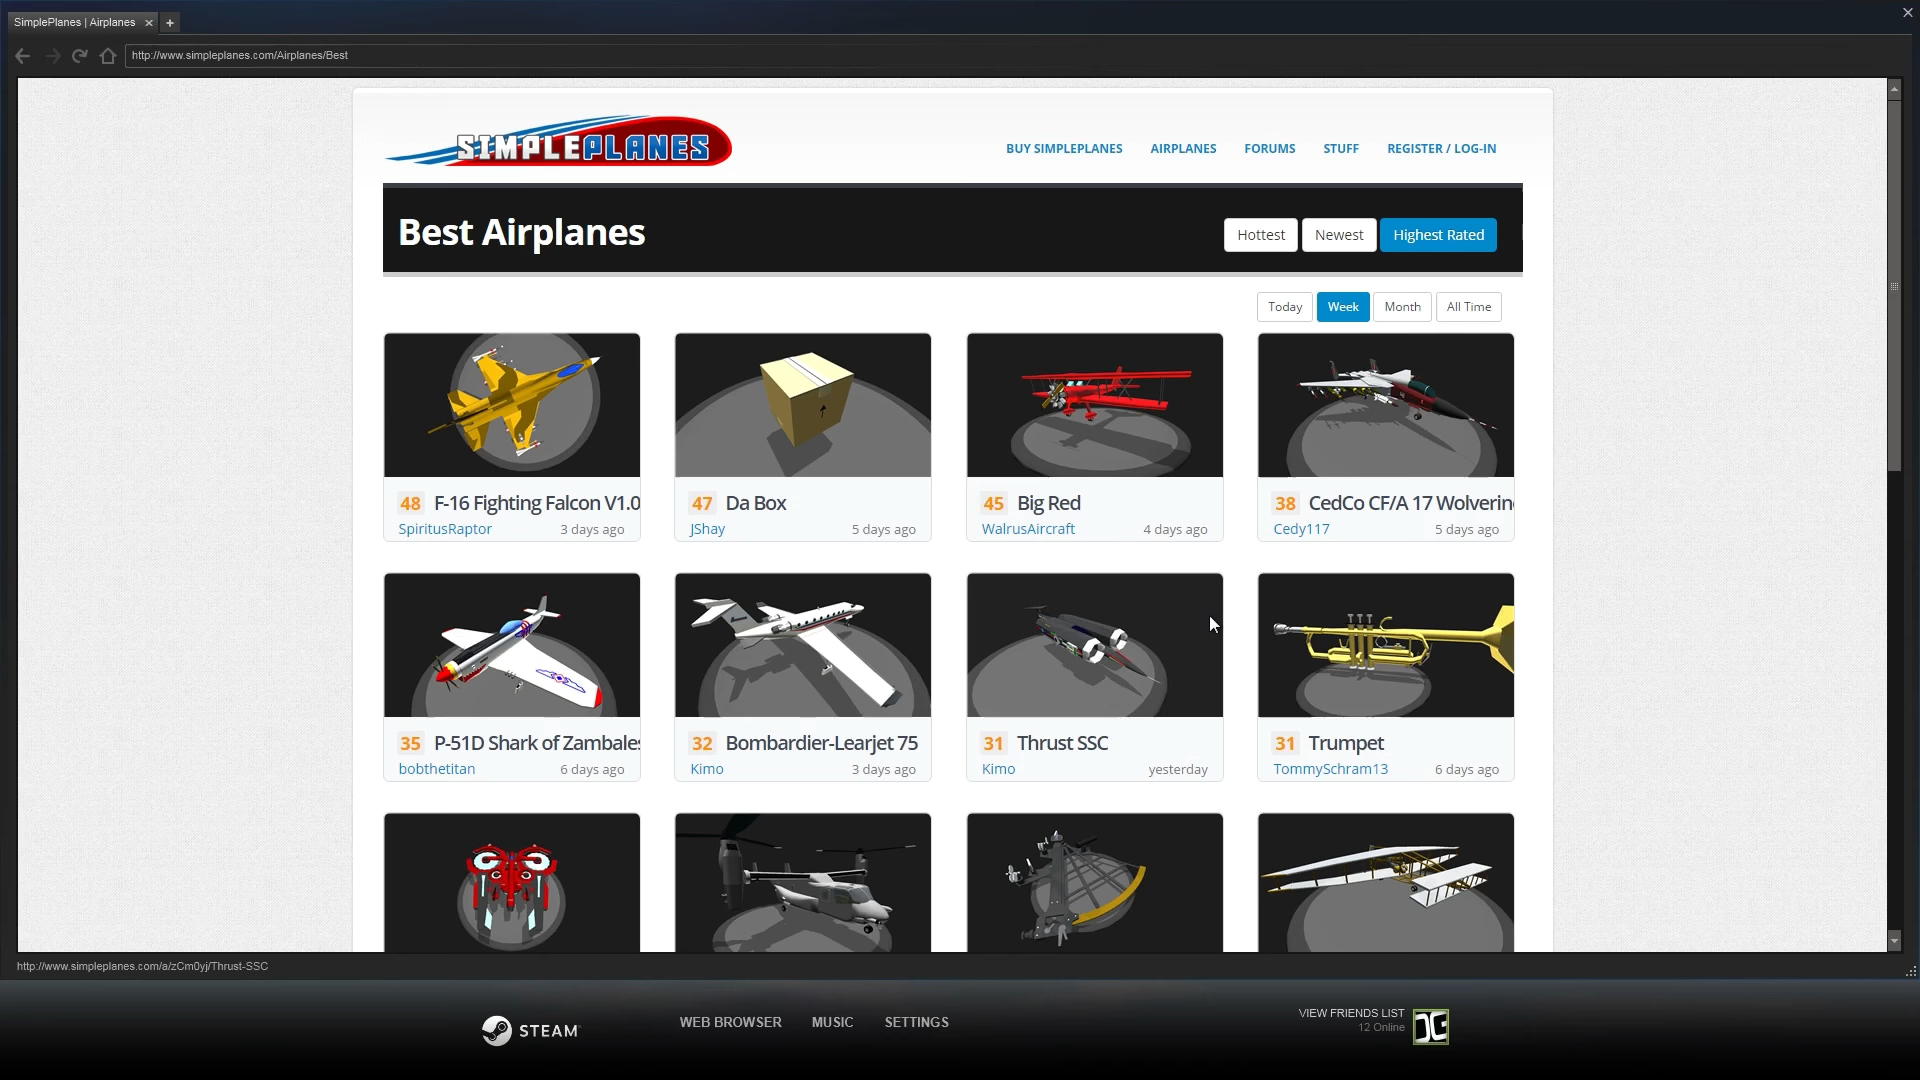 SimplePlanes | Airplanes
http://www.simpleplanes.com/Airplanes/Best
SIMPLEPLANES
BUY SIMPLEPLANES
AIRPLANES
FORUMS
STUFF
REGISTER / LOG-IN
Best Airplanes
Hottest
Newest
Highest Rated
Today
Week
Month
All Time
48 F-16 Fighting Falcon V1.0
SpiritusRaptor 3 days ago
47 Da Box
JShay 5 days ago
45 Big Red
WalrusAircraft 4 days ago
38 CedCo CF/A 17 Wolverin
Cedy117 5 days ago
35 P-51D Shark of Zambales
bobthetitan 6 days ago
32 Bombardier-Learjet 75
Kimo 3 days ago
31 Thrust SSC
Kimo yesterday
31 Trumpet
TommySchram13 6 days ago
http://www.simpleplanes.com/a/zCm0yj/Thrust-SSC
STEAM
WEB BROWSER
MUSIC
SETTINGS
VIEW FRIENDS LIST
12 Online